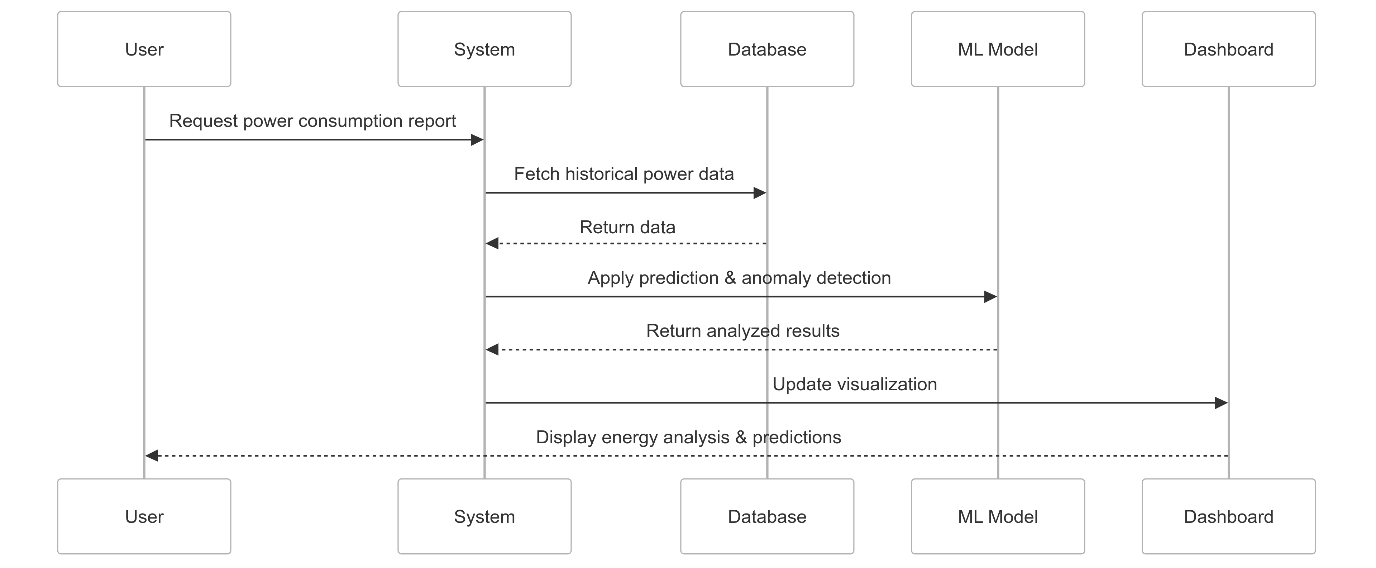 User
System
Database
ML Model
Dashboard
Request power consumption report
Fetch historical power data
Return data
Apply prediction & anomaly detection
Return analyzed results
Update visualization
Display energy analysis & predictions
User
System
Database
ML Model
Dashboard